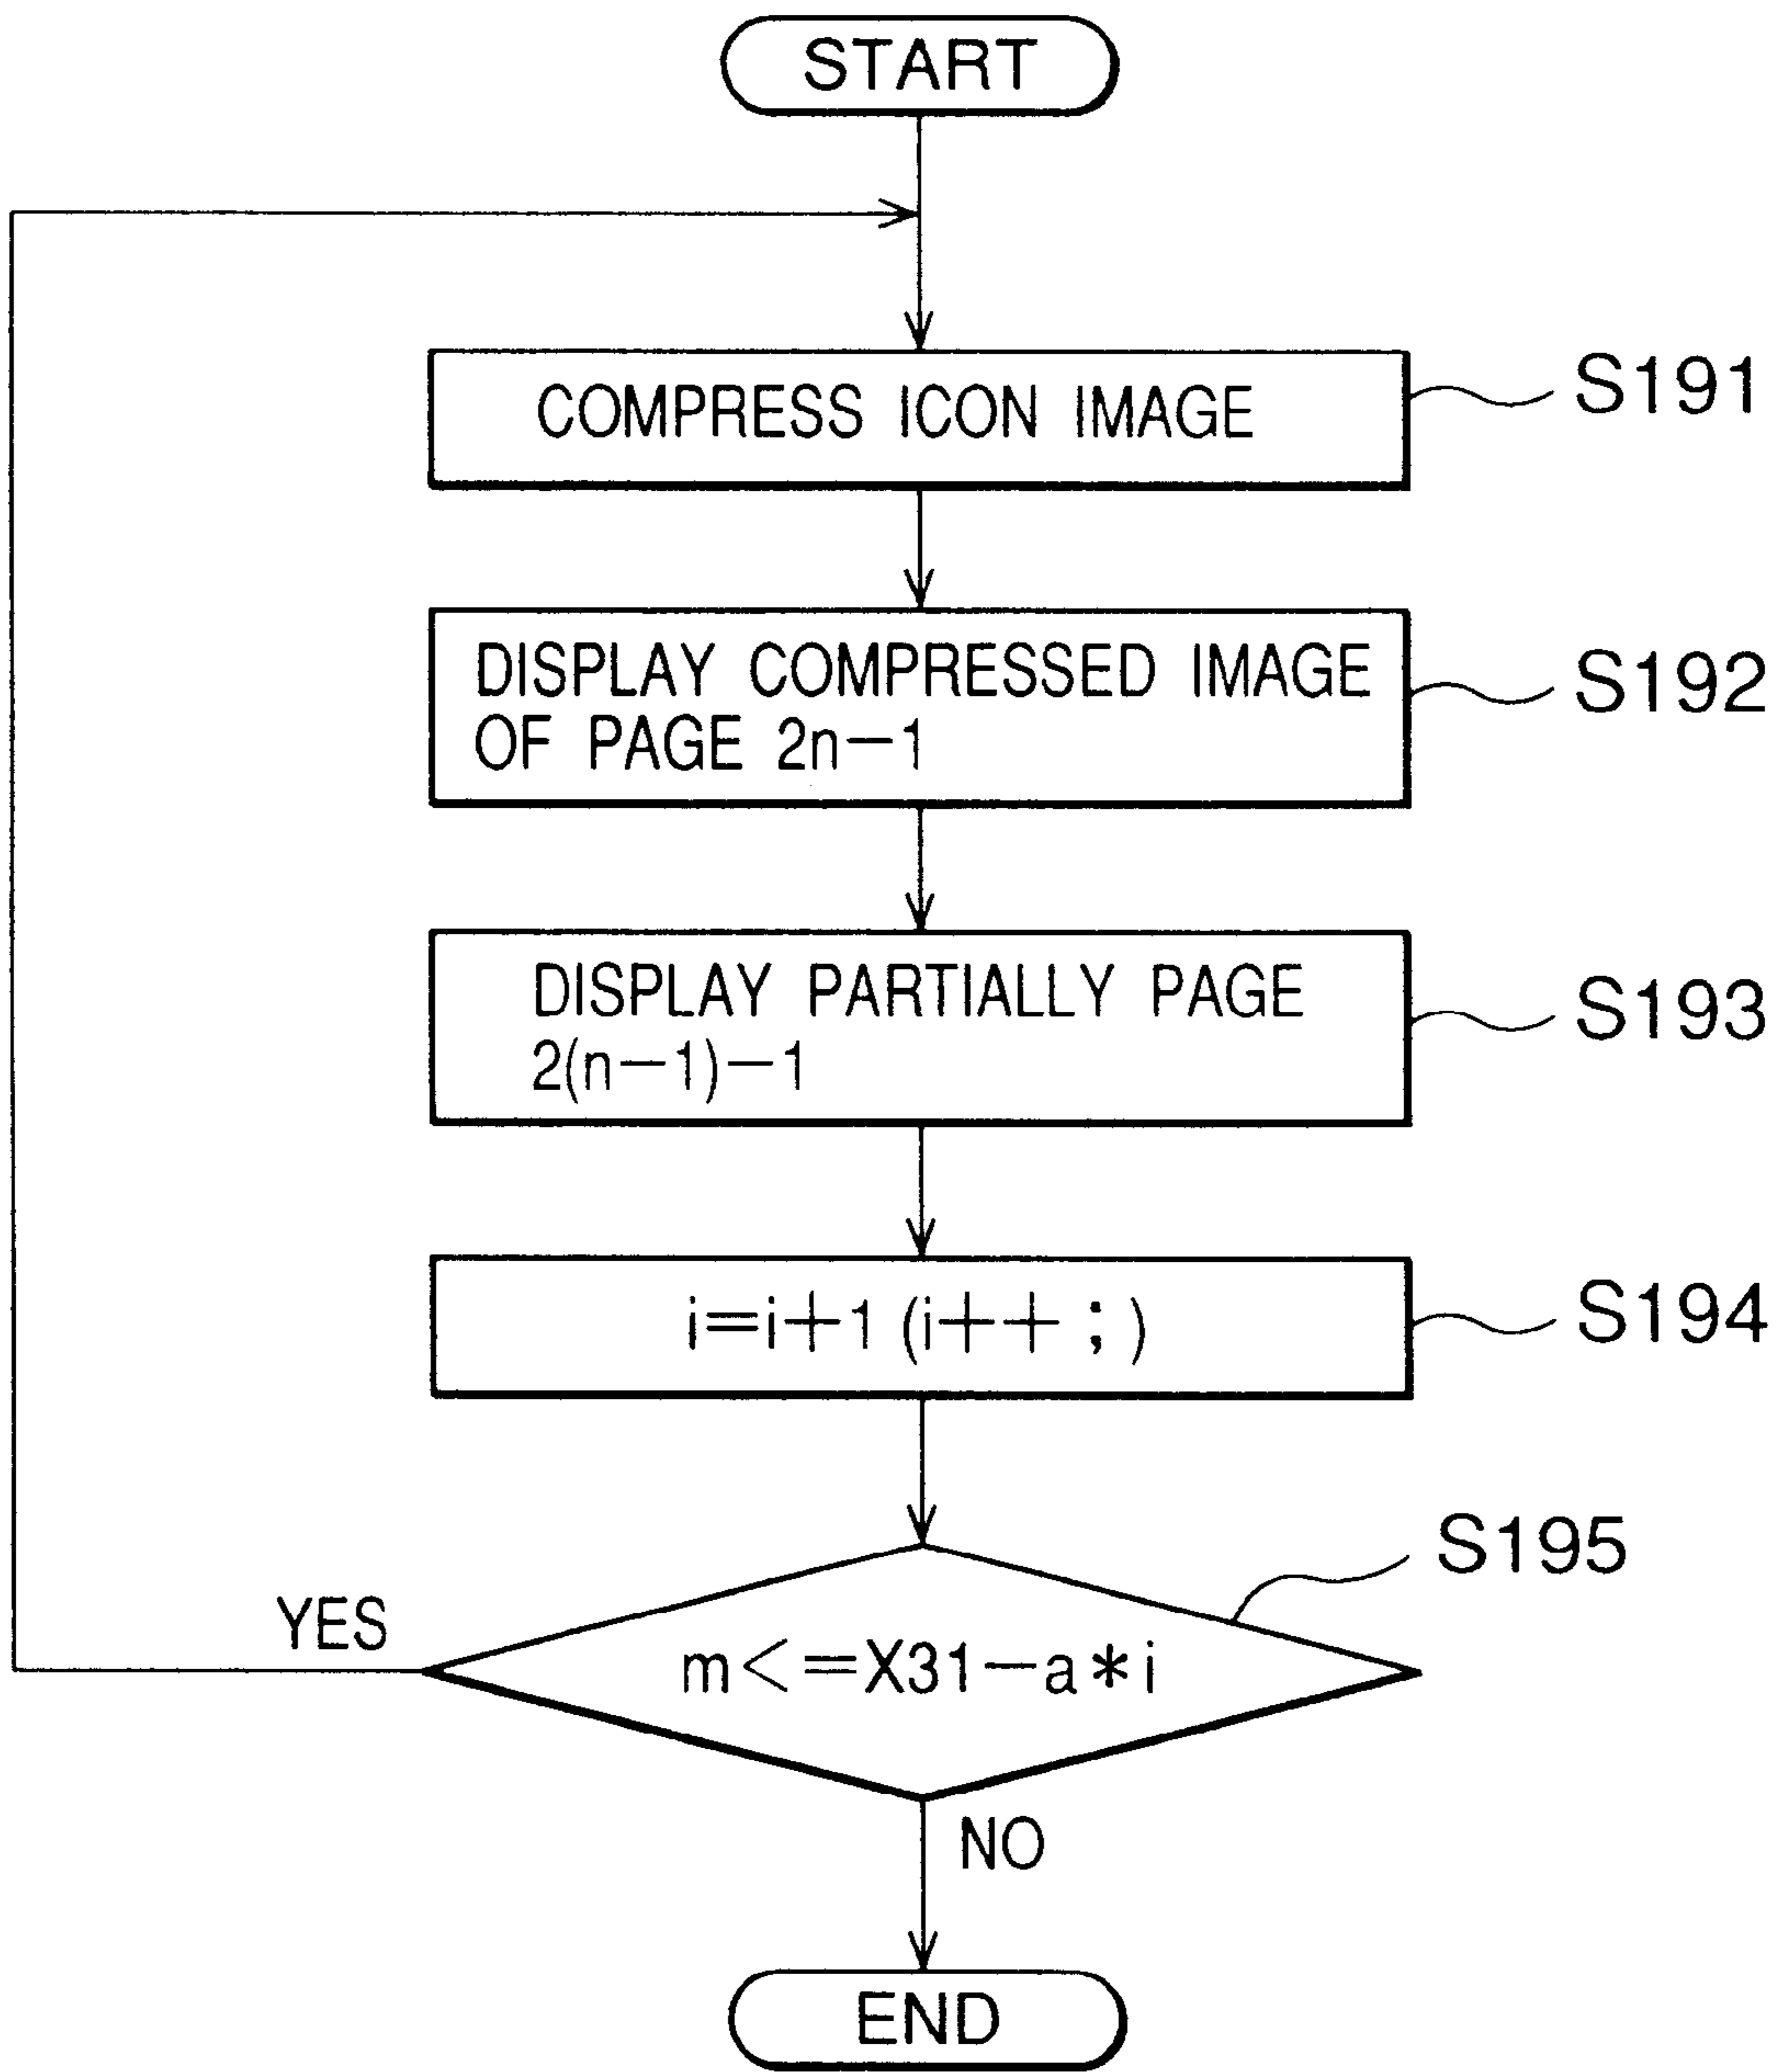 START
COMPRESS ICON IMAGE
S191
DISPLAY COMPRESSED IMAGE
OF PAGE 2n-1
S192
DISPLAY PARTIALLY PAGE
2(n-1)-1
S193
i=i+1 (i++ ; )
S194
S195
YES
m<=X31-a*i
NO
END